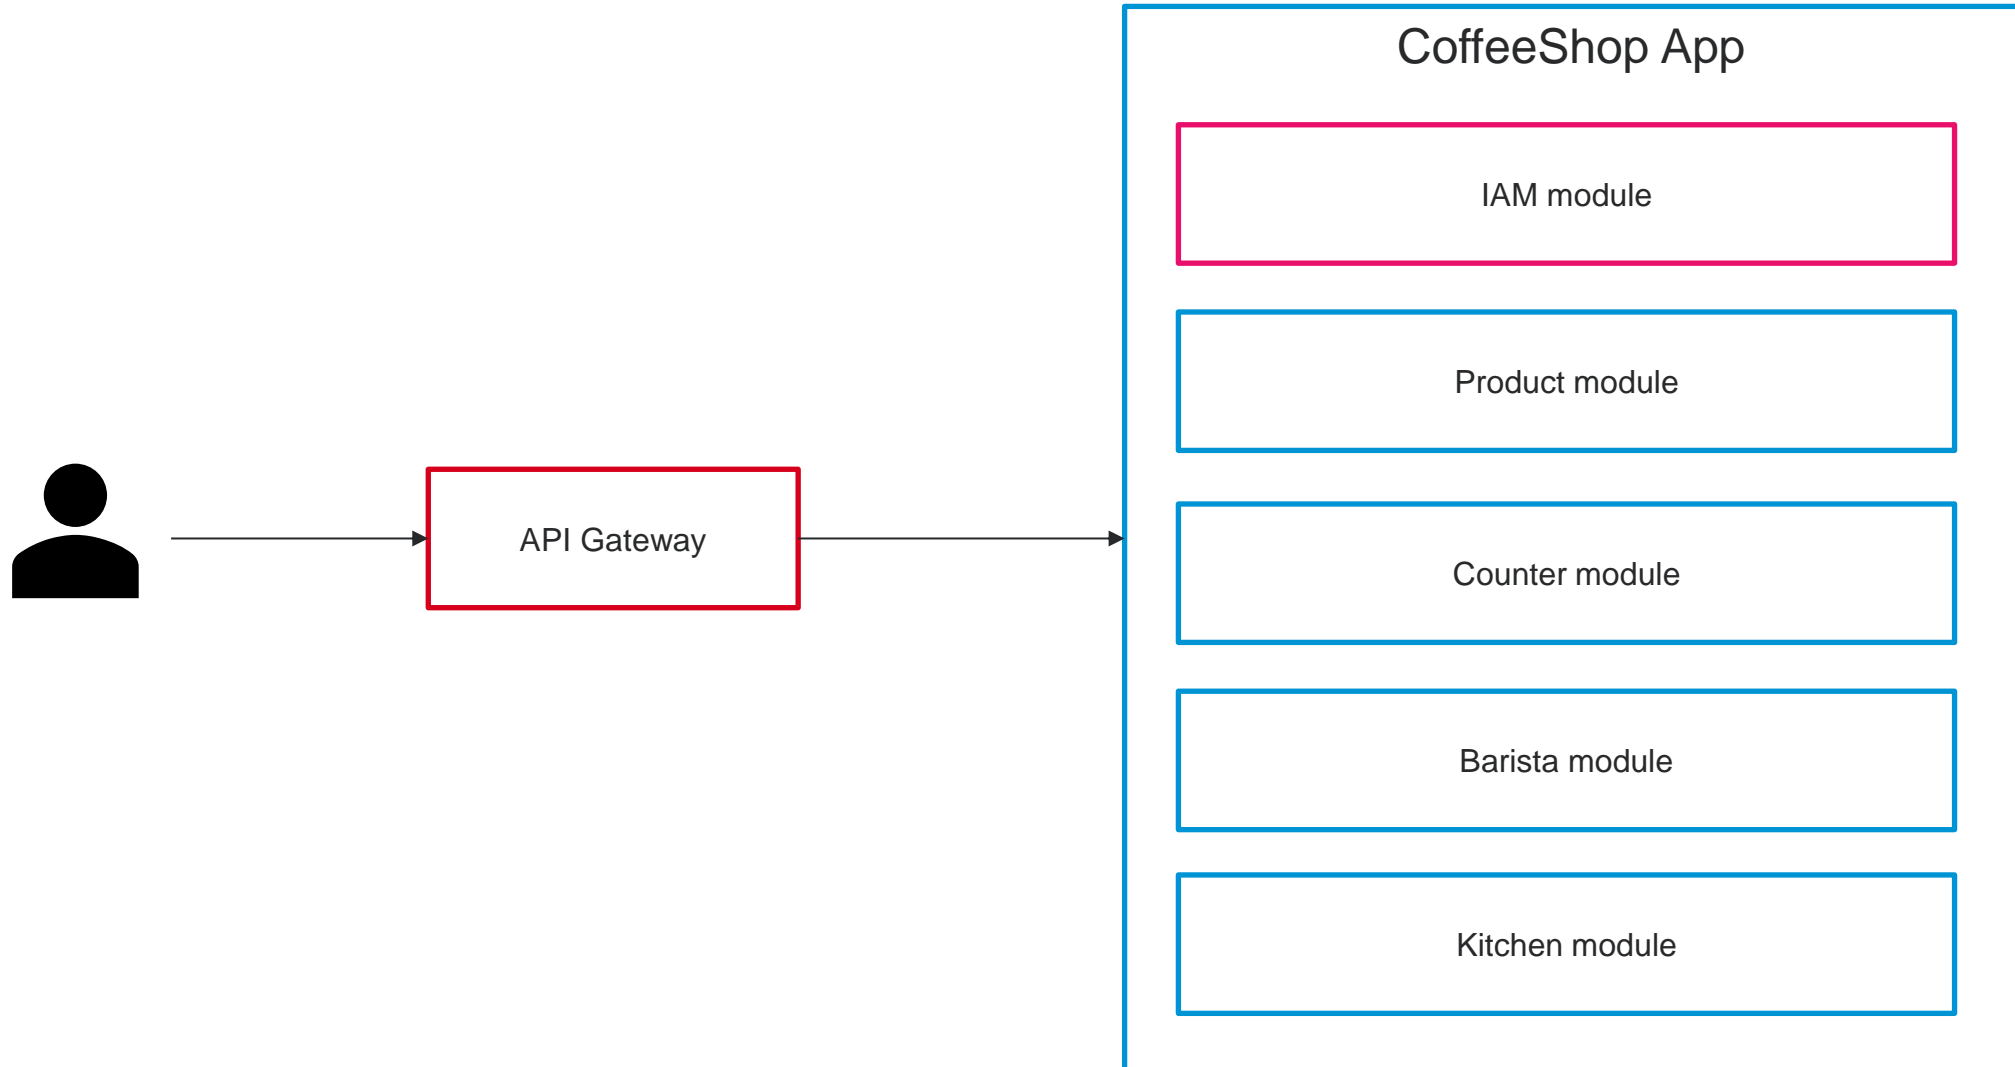 CoffeeShop App
IAM module
Product module
API Gateway
Counter module
Barista module
Kitchen module